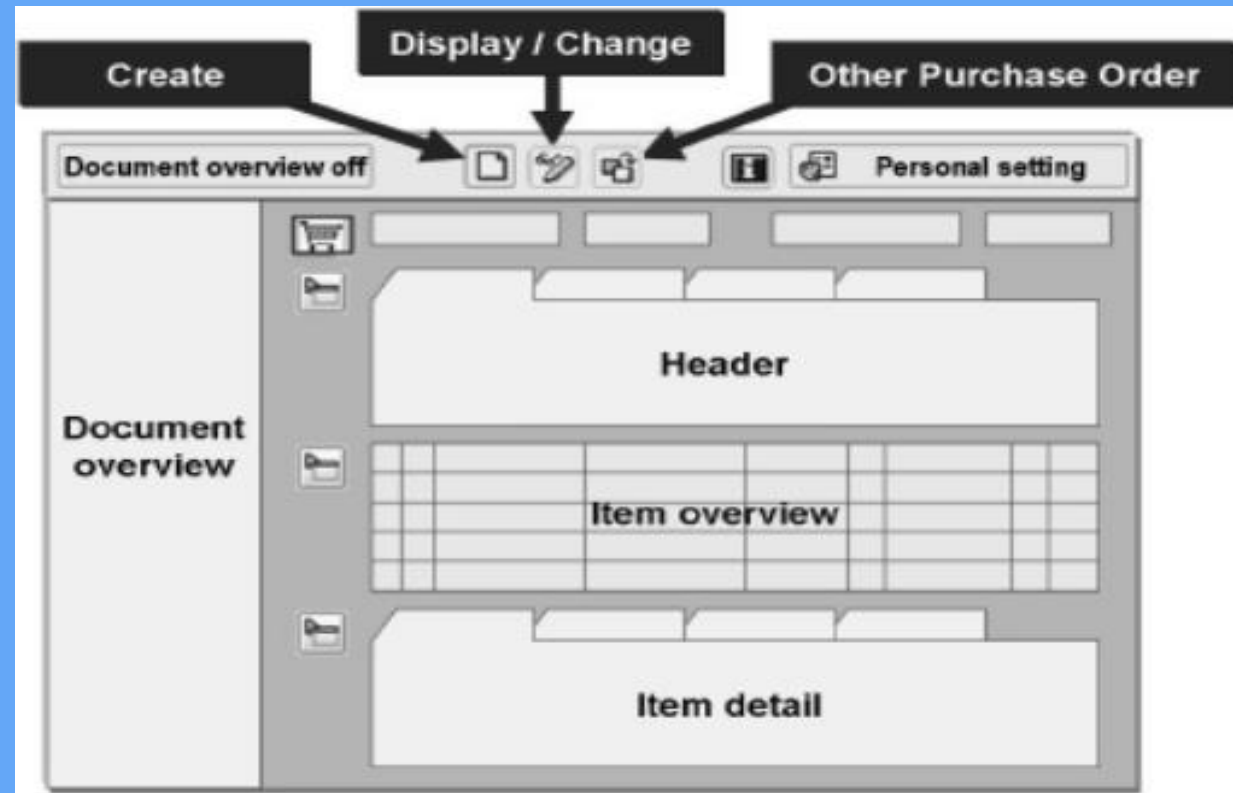 Display / Change
Create
Other Purchase Order
Document overview off
Personal setting
Header
Document
overview
Item overview
Item detail